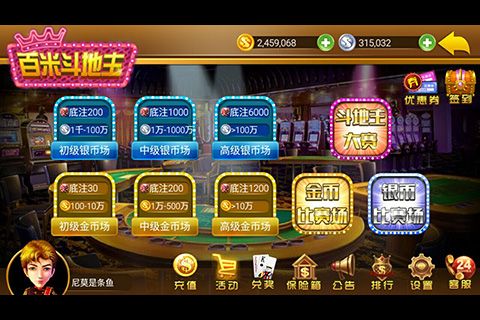 百米斗地主
2,459,068
315,032
优惠券
签到
底注200
1千-100万
初级银币场
底注1000
1万-1000万
中级银币场
底注6000
>100万
高级银币场
斗地主
大赛
底注30
100-10万
初级金币场
底注200
1万-500万
中级金币场
底注1200
>10万
高级金币场
金币
比赛场
银币
比赛场
尼莫是条鱼
充值
活动
兑奖
保险箱
公告
排行
设置
24
客服